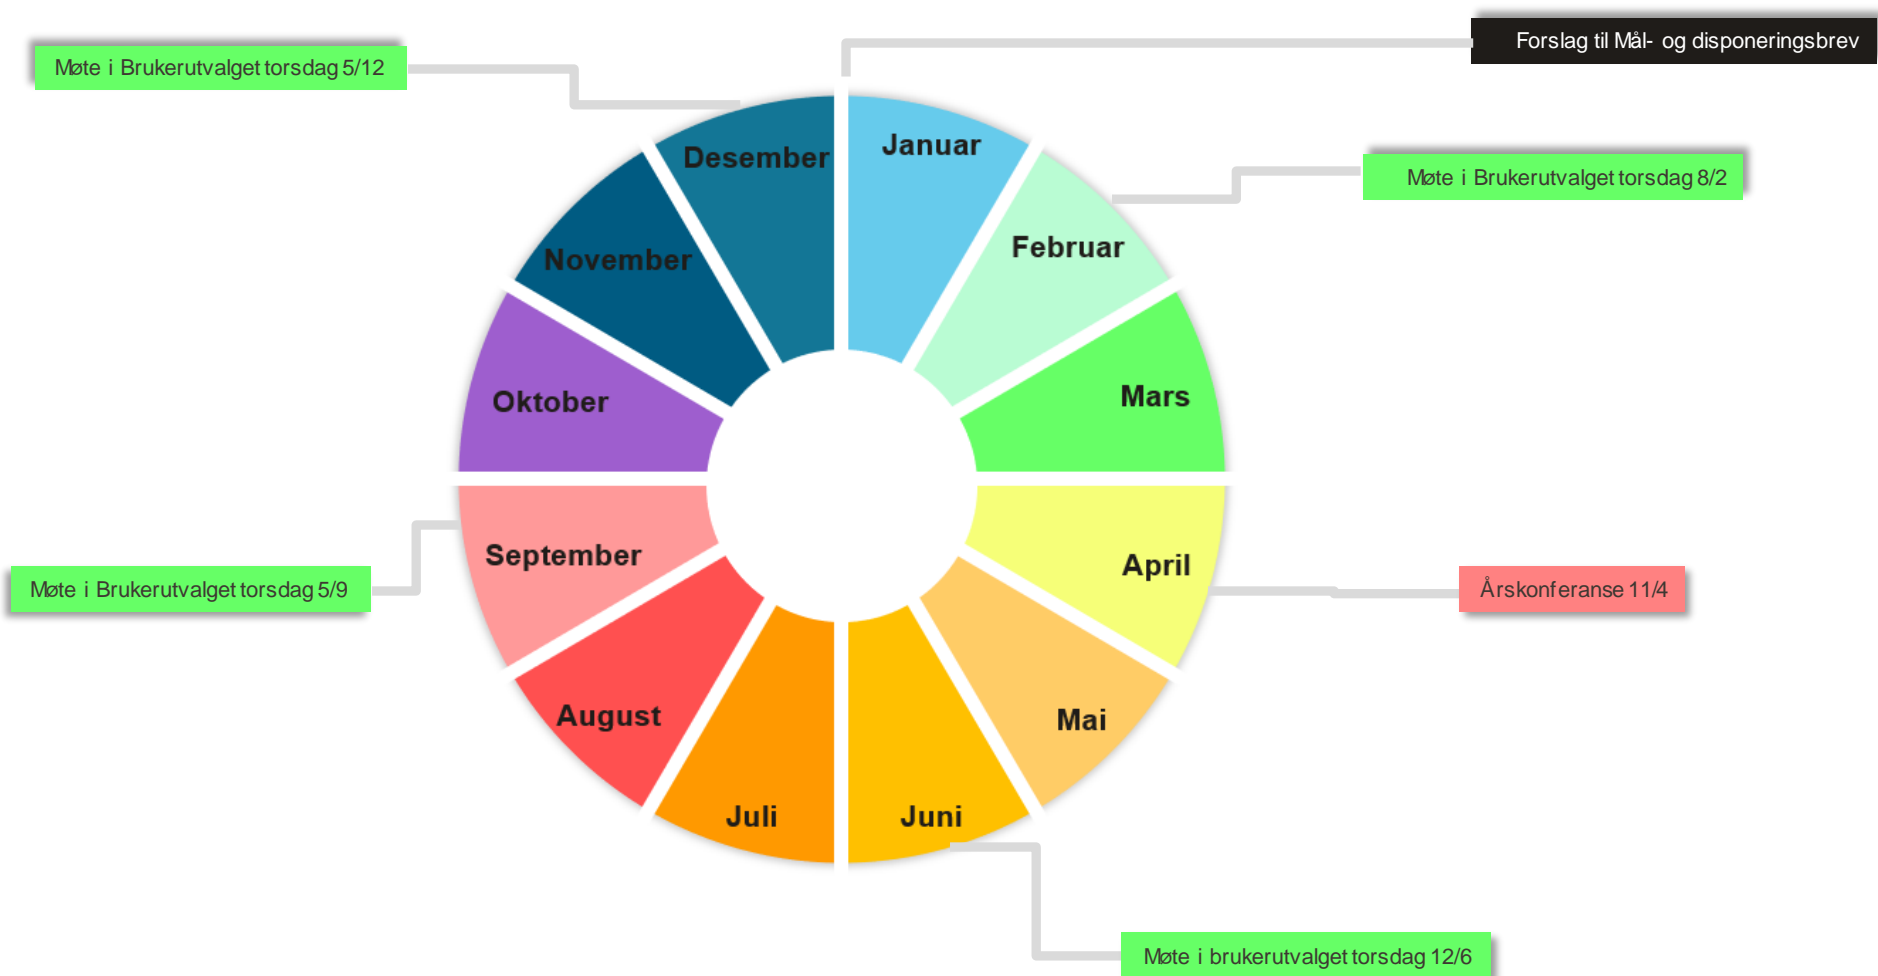 Forslag til Mål- og disponeringsbrev
Møte i Brukerutvalget torsdag 5/12
Desember
Januar
Møte i Brukerutvalget torsdag 8/2
Februar
November
Mars
Oktober
September
April
Møte i Brukerutvalget torsdag 5/9
Årskonferanse 11/4
August
Mai
Juli
Juni
Møte i brukerutvalget torsdag 12/6